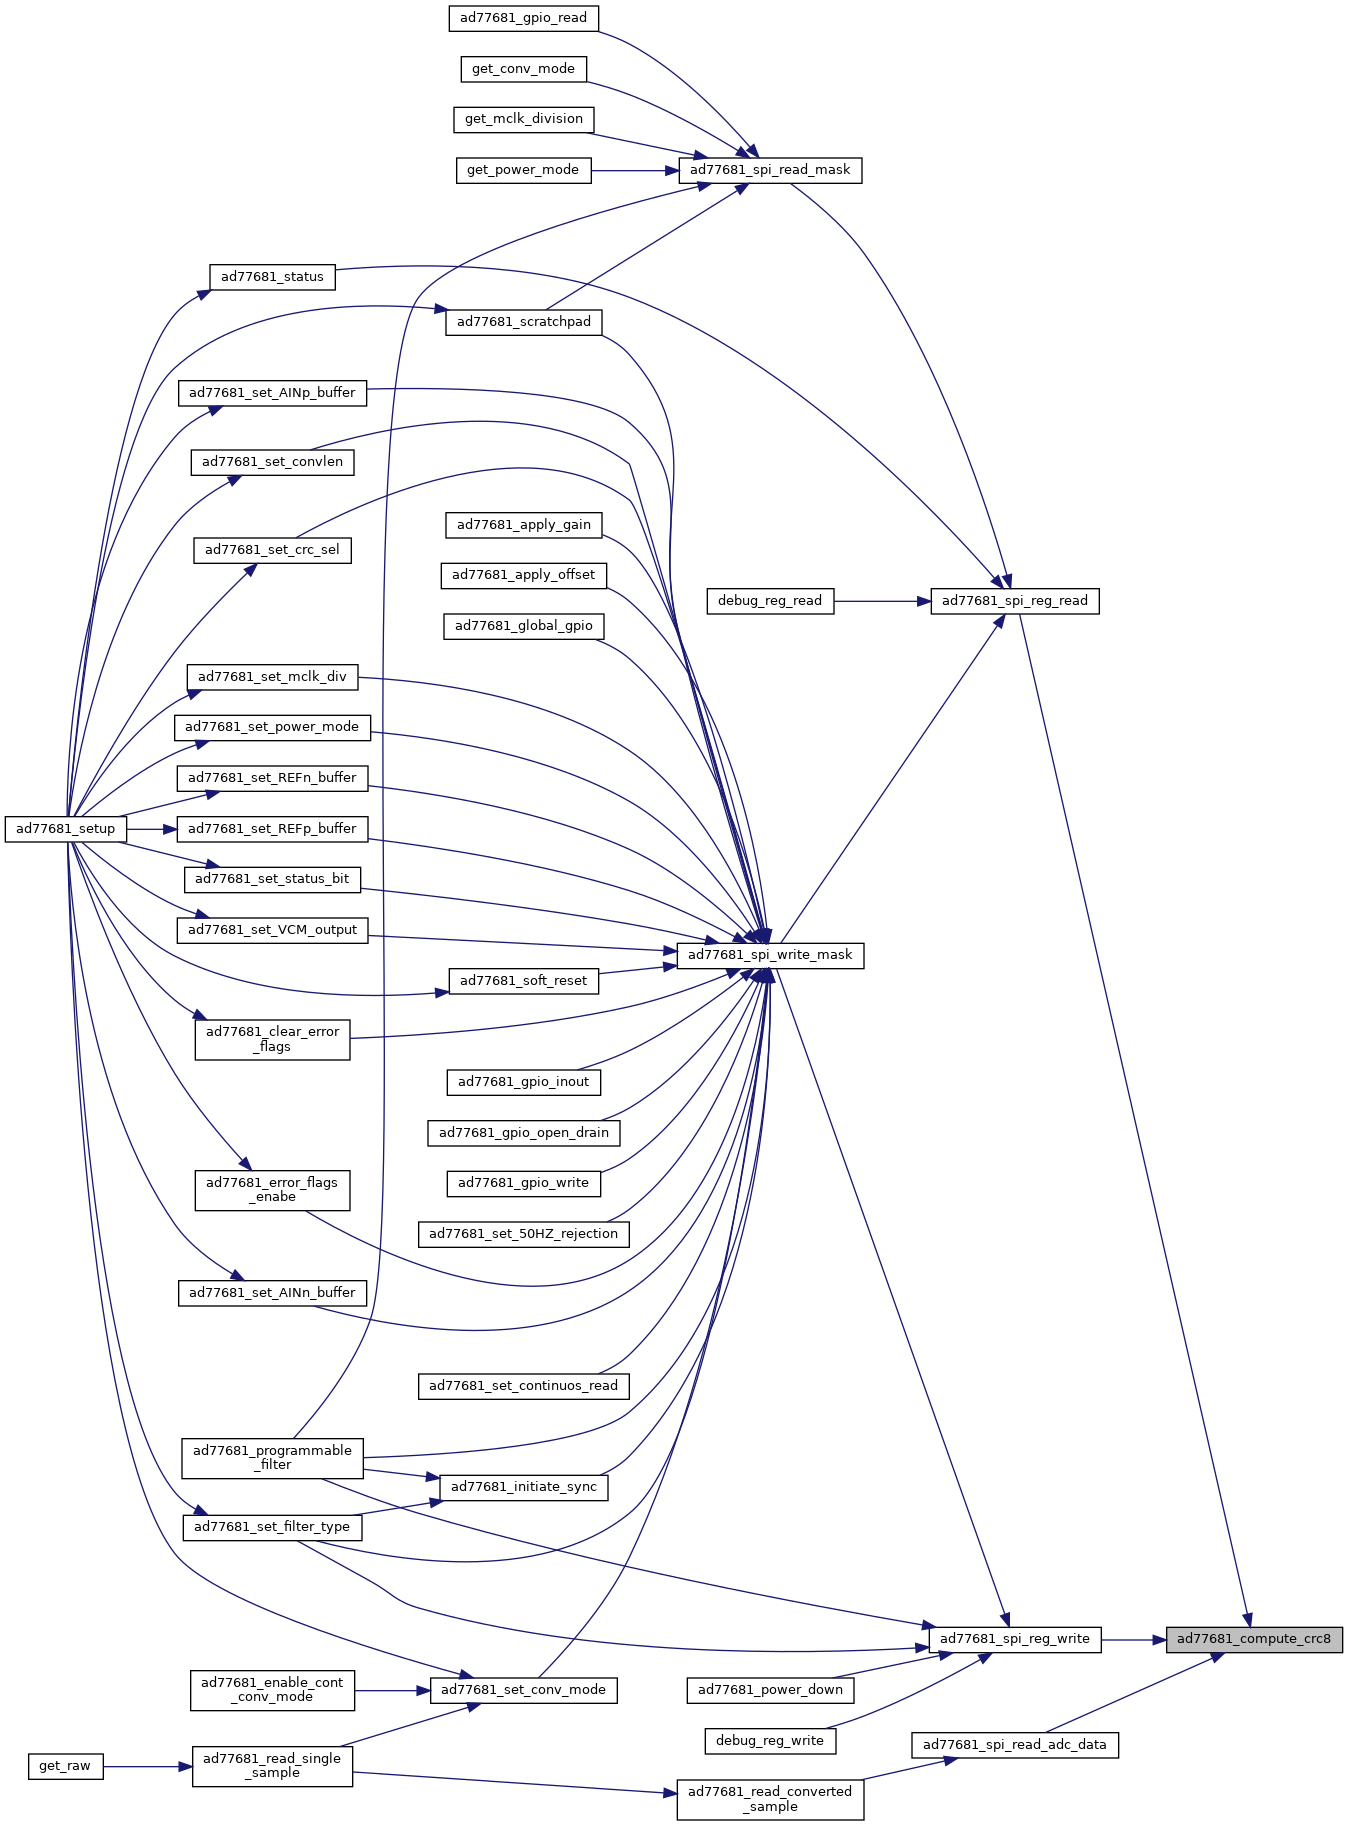 ad77681_gpio_read
get_conv_mode
get_mclk_division
get_power_mode
ad77681_spi_read_mask
ad77681_status
ad77681_scratchpad
ad77681_set_AINp_buffer
ad77681_set_convlen
ad77681_apply_gain
ad77681_set_crc_sel
ad77681_apply_offset
debug_reg_read
ad77681_spi_reg_read
ad77681_global_gpio
ad77681_set_mclk_div
ad77681_set_power_mode
ad77681_set_REFn_buffer
ad77681_setup
ad77681_set_REFp_buffer
ad77681_set_status_bit
ad77681_set_VCM_output
ad77681_spi_write_mask
ad77681_soft_reset
ad77681_clear_error
_flags
ad77681_gpio_inout
ad77681_gpio_open_drain
ad77681_error_flags
_enabe
ad77681_gpio_write
ad77681_set_50HZ_rejection
ad77681_set_AINn_buffer
ad77681_set_continuos_read
ad77681_programmable
_filter
ad77681_initiate_sync
ad77681_set_filter_type
ad77681_spi_reg_write
ad77681_compute_crc8
ad77681_enable_cont
_conv_mode
ad77681_set_conv_mode
ad77681_power_down
debug_reg_write
ad77681_spi_read_adc_data
get_raw
ad77681_read_single
_sample
ad77681_read_converted
_sample